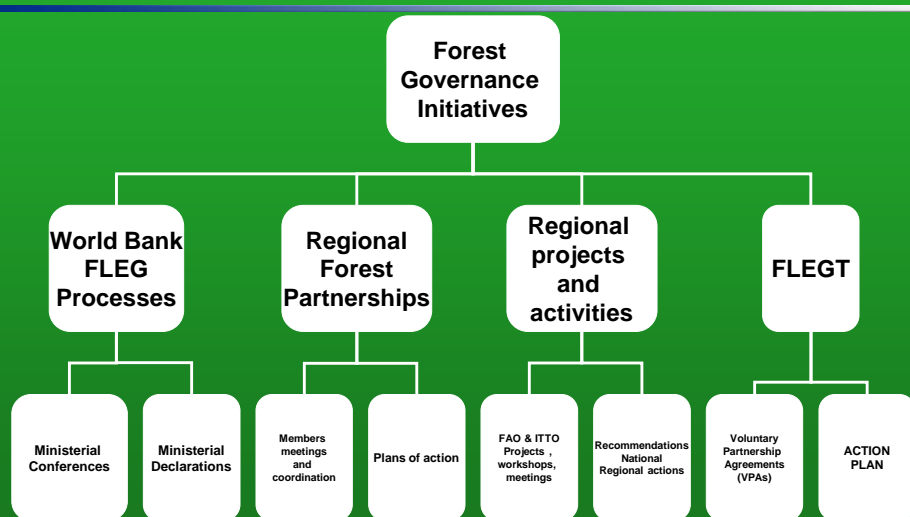 Forest
Governance
Initiatives
World Bank
FLEG
Processes
Regional
Forest
Partnerships
Regional
projects
and
activities
FLEGT
Ministerial
Conferences
Ministerial
Declarations
Members
meetings
and
coordination
Plans of action
FAO & ITTO
Projects ,
workshops,
meetings
Recommendations
National
Regional actions
Voluntary
Partnership
Agreements
(VPAs)
ACTION
PLAN